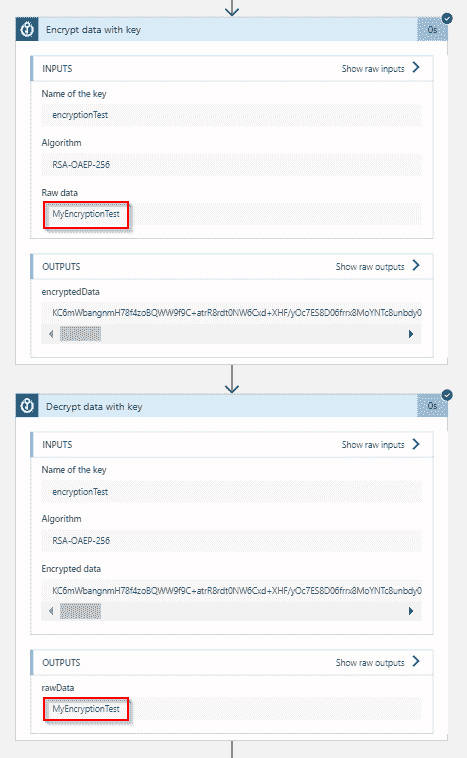 Encrypt data with key
0s
INPUTS
Show raw inputs
Name of the key
encryptionTest
Algorithm
RSA-OAEP-256
Raw data
MyEncryptionTest
OUTPUTS
Show raw outputs
encryptedData
KC6mWbangnmH78f4zoBQWW9f9C+atrR8rdt0NW6Cxd+XHF/yOc7ES8D06frrx8MoYNTc8unbdy0
Decrypt data with key
0s
INPUTS
Show raw inputs
Name of the key
encryptionTest
Algorithm
RSA-OAEP-256
Encrypted data
KC6mWbangnmH78f4zoBQWW9f9C+atrR8rdt0NW6Cxd+XHF/yOc7ES8D06frrx8MoYNTc8unbdy0
OUTPUTS
Show raw outputs
rawData
MyEncryptionTest